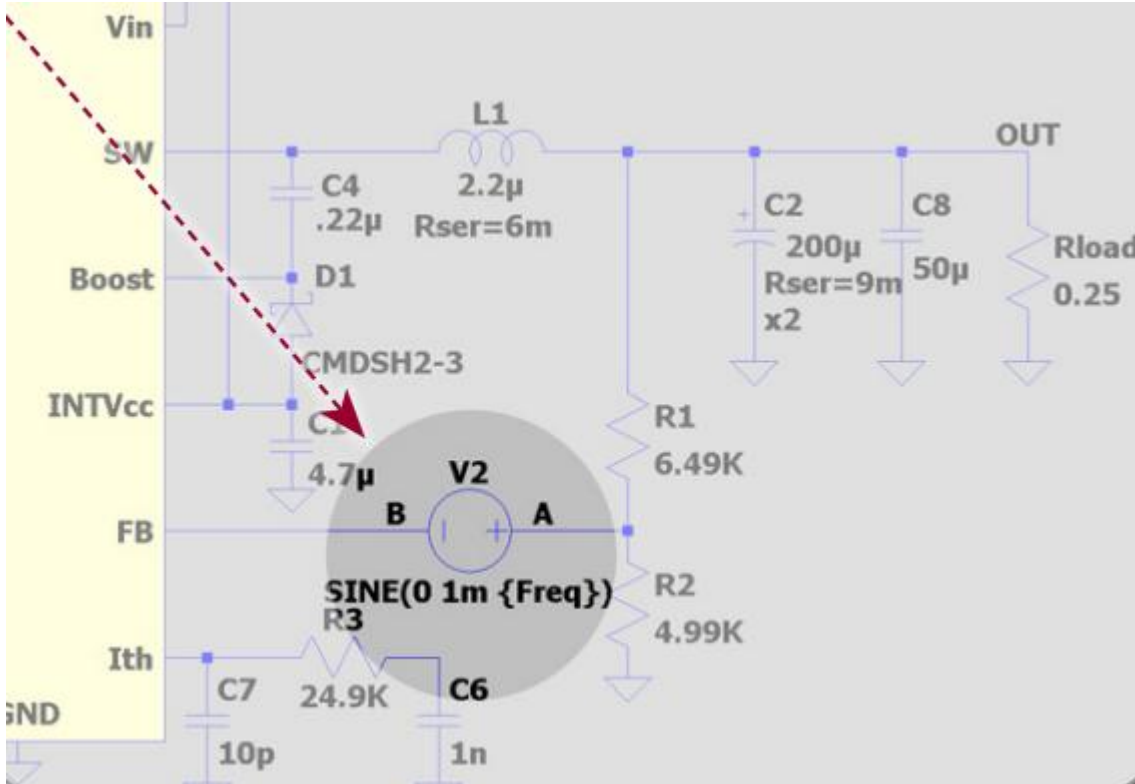 Vin
L1
OUT
SW
C4
2.2µ
C2
C8
.22µ
Rser=6m
200µ
50µ
Rload
Boost
D1
Rser=9m
0.25
x2
CMDSH2-3
INTVcc
C1
R1
4.7µ
V2
6.49K
B
A
FB
SINE(0 1m {Freq})
R2
R3
4.99K
Ith
C7
24.9K
C6
GND
10p
1n